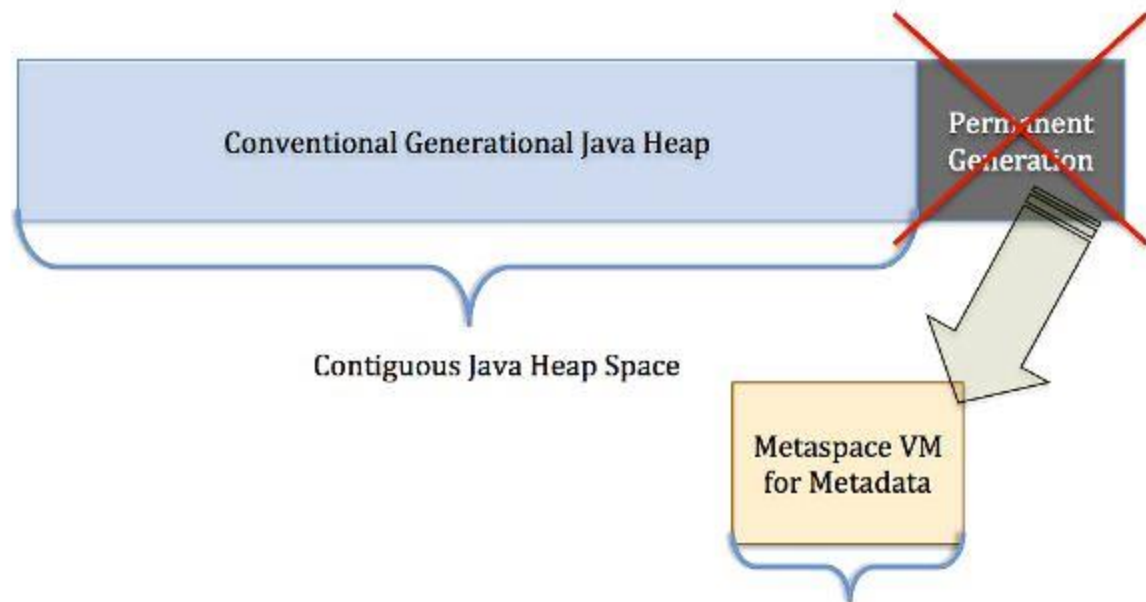 Conventional Generational Java Heap
Permanent
Generation
Contiguous Java Heap Space
Metaspace VM
for Metadata